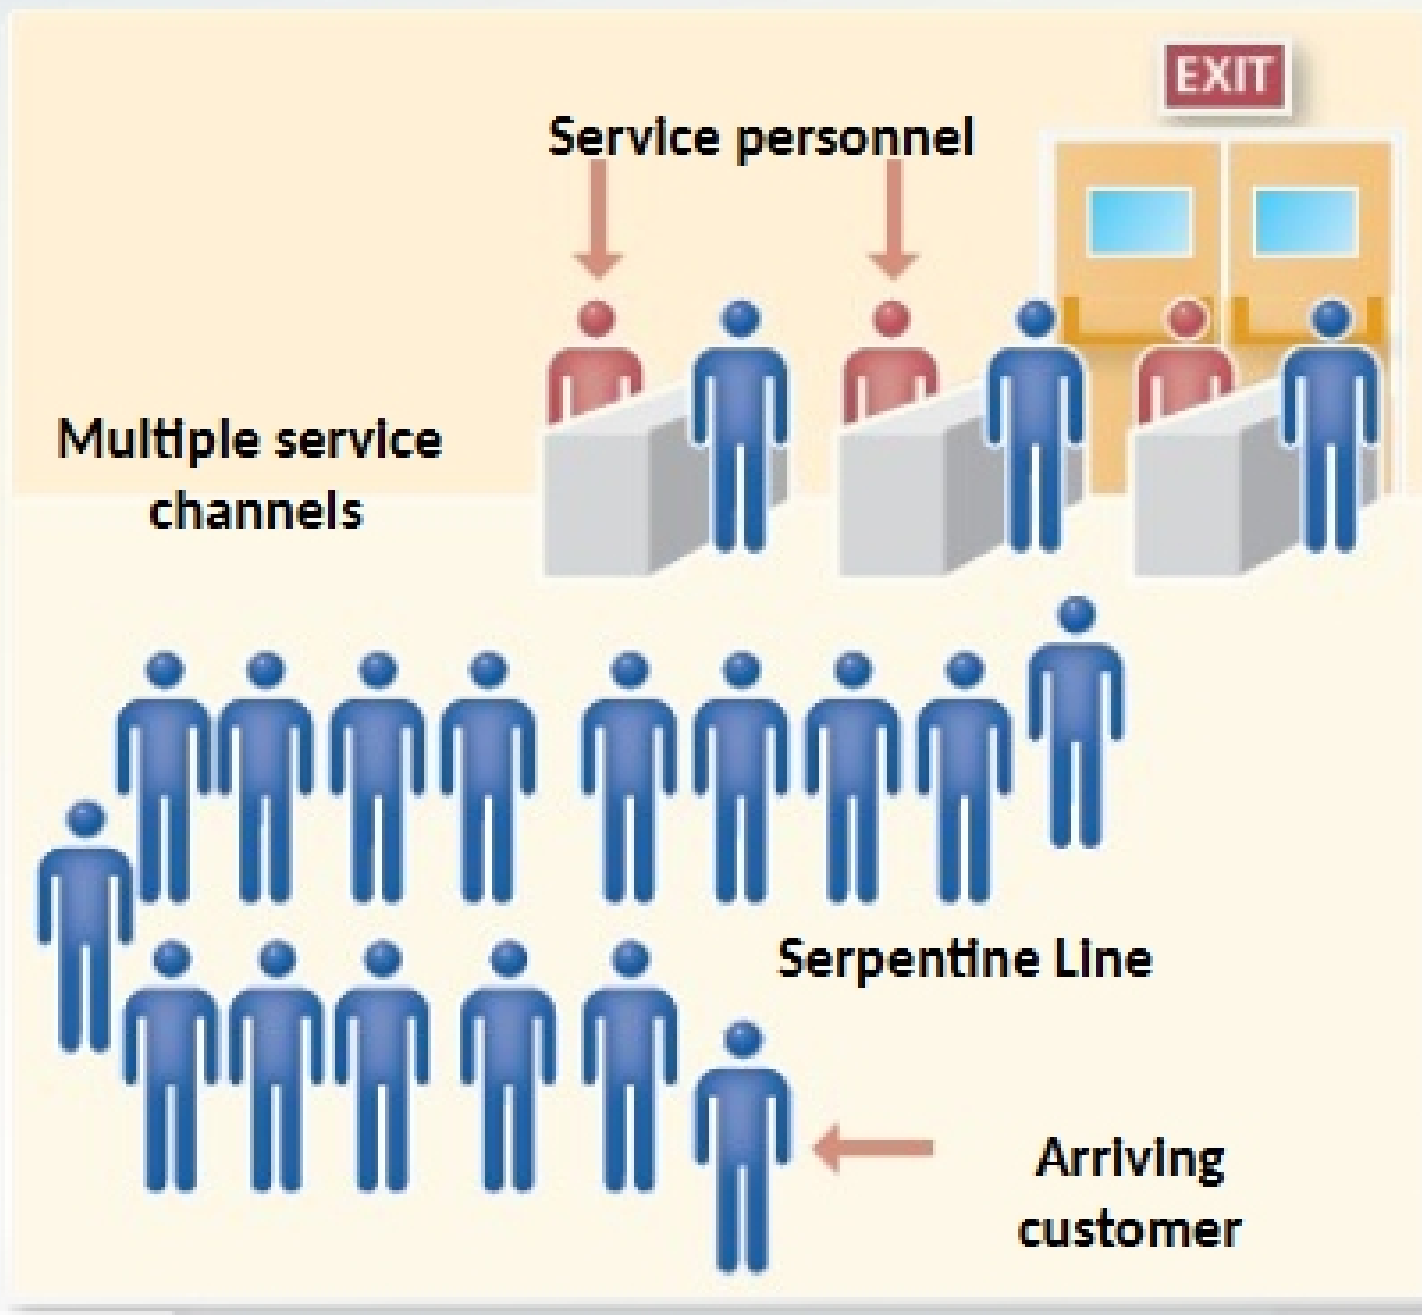 EXIT
Service personnel
Multiple service
channels
Serpentine Line
Arriving
customer